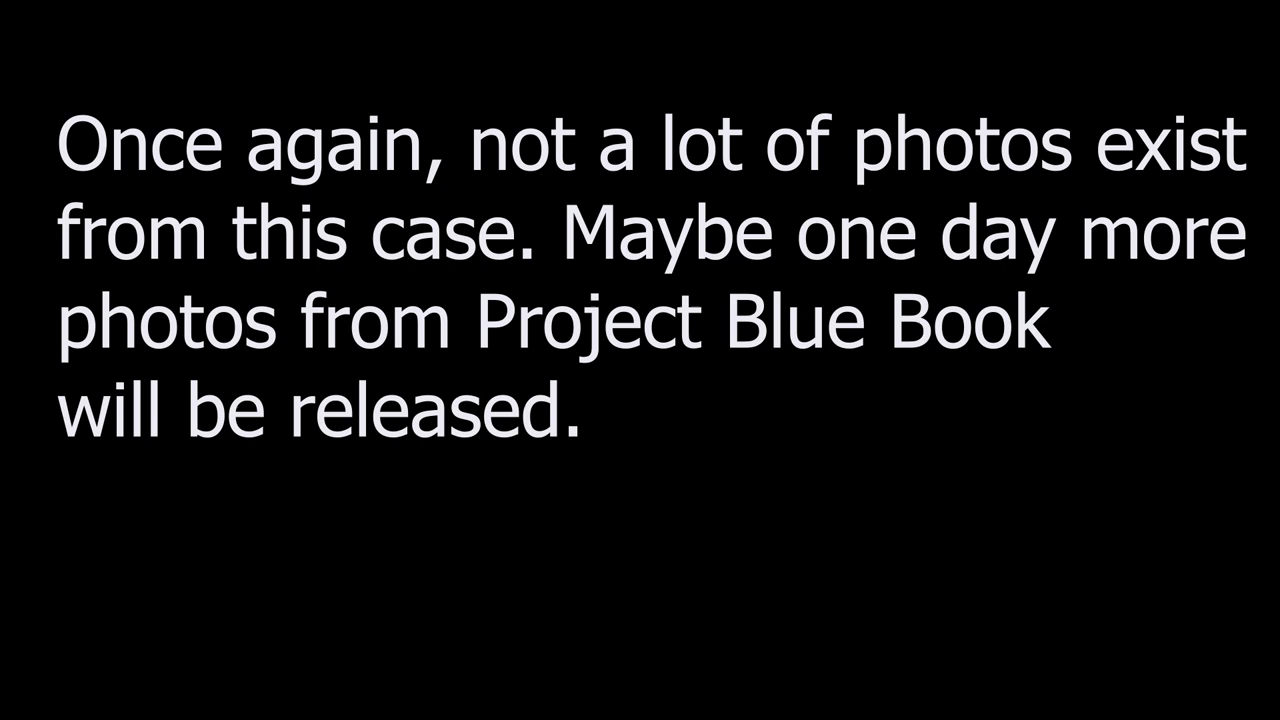 Once again, not a lot of photos exist
from this case. Maybe one day more
photos from Project Blue Book
will be released.